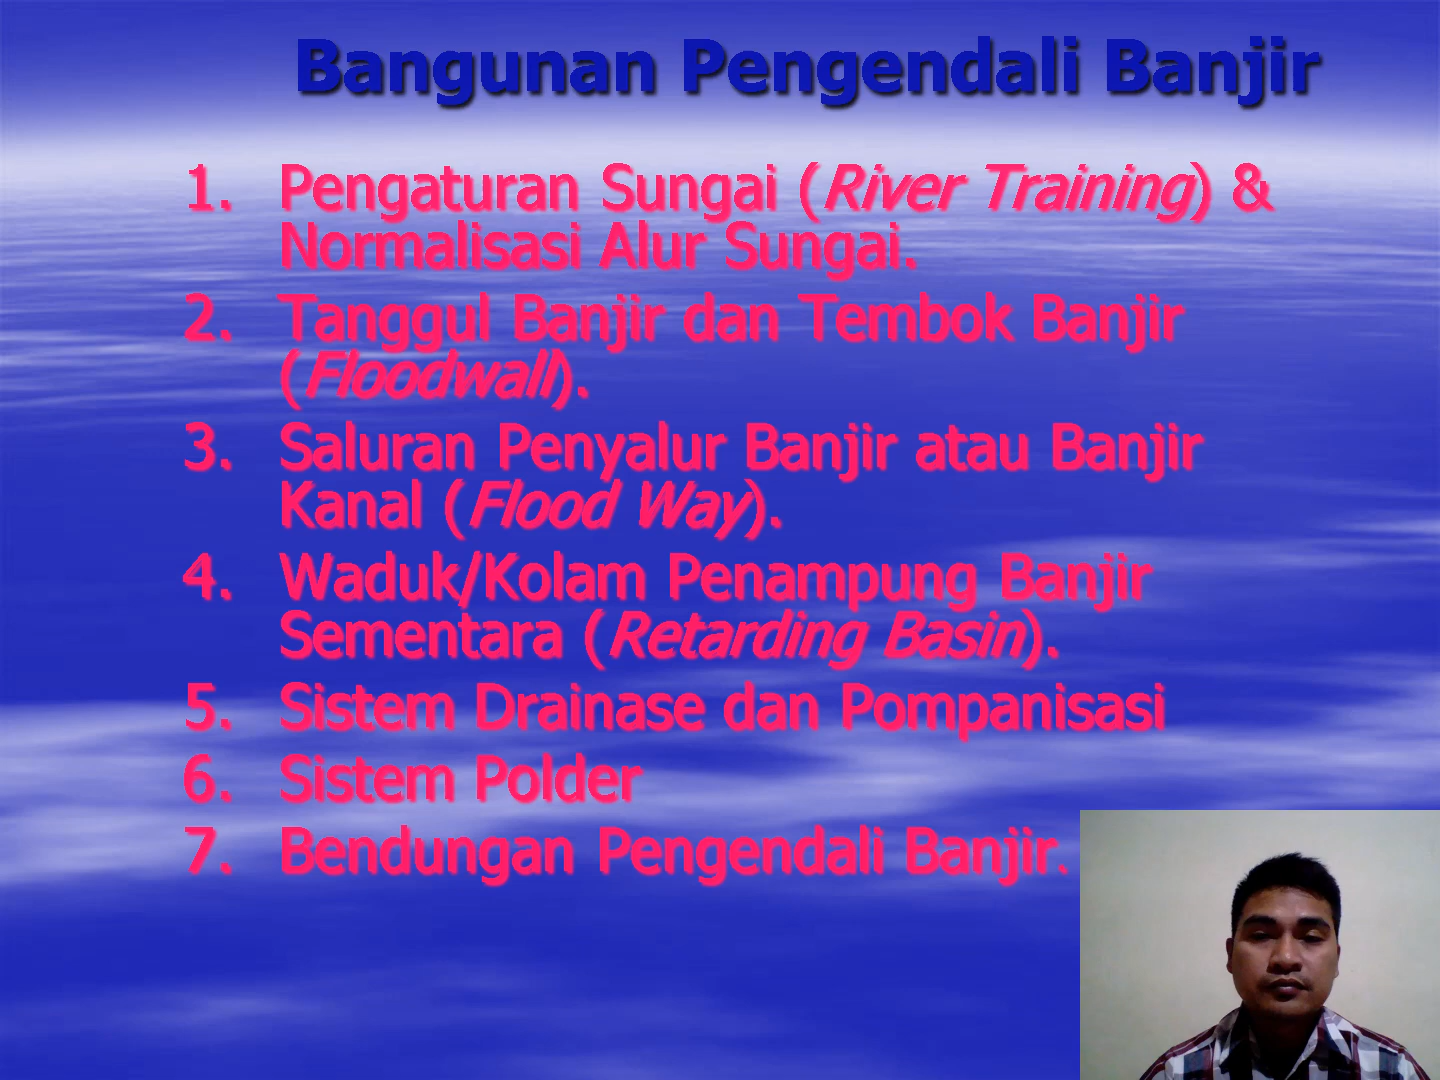 Bangunan Pengendali Banjir
1. Pengaturan Sungai (River Training) &
Normalisasi Alur Sungai.
2. Tanggul Banjir dan Tembok Banjir
(Floodwall).
3. Saluran Penyalur Banjir atau Banjir
Kanal (Flood Way).
4. Waduk/Kolam Penampung Banjir
Sementara (Retarding Basin).
5. Sistem Drainase dan Pompanisasi
6. Sistem Polder
7. Bendungan Pengendali Banjir.